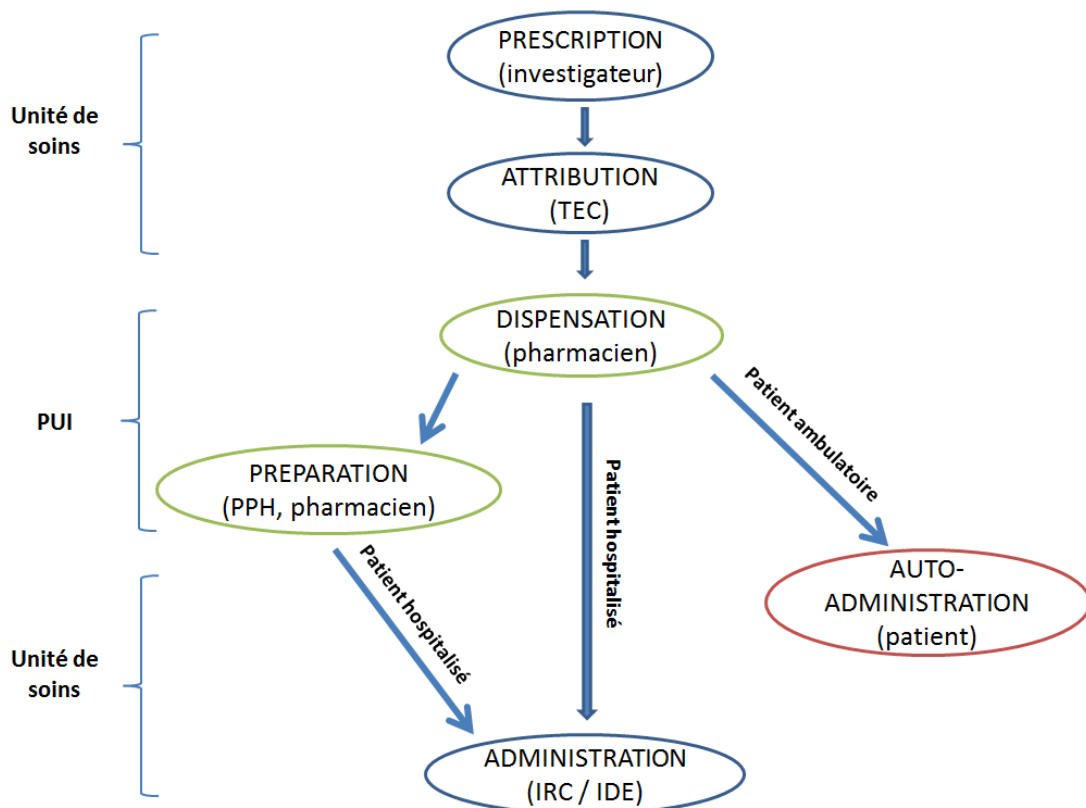 PRESCRIPTION
(investigateur)
Unité de
soins
ATTRIBUTION
(TEC)
DISPENSATION
(pharmacien)
Patient ambulatoire
PUI
PREPARATION
(PPH, pharmacien)
Patient hospitalisé
Patient hospitalisé
AUTO-
ADMINISTRATION
(patient)
Unité de
soins
ADMINISTRATION
(IRC / IDE)